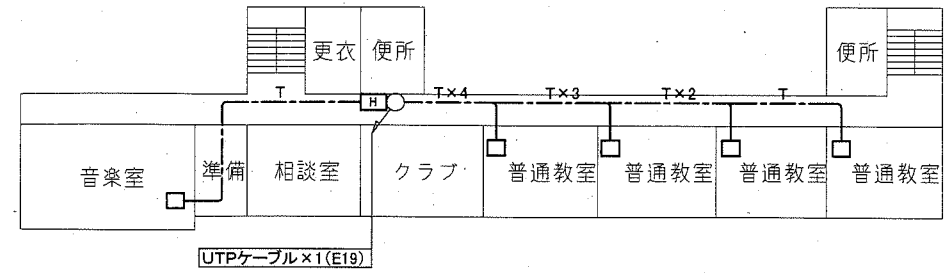 更衣
便所
便所
T
H
T×4
T×3
T×2
T
音楽室
準備
相談室
クラブ
普通教室
普通教室
普通教室
普通教室
UTPケーブル×1(E19)